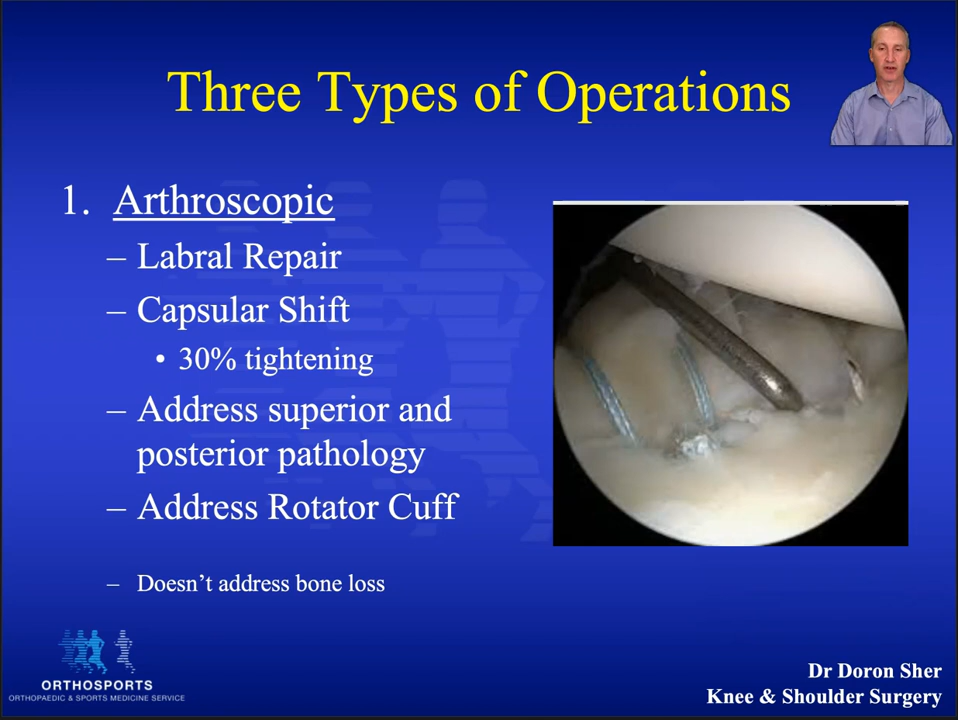 Three Types of Operations
1. Arthroscopic
– Labral Repair
– Capsular Shift
• 30% tightening
– Address superior and
posterior pathology
– Address Rotator Cuff
– Doesn’t address bone loss
ORTHOSPORTS
ORTHOPAEDIC & SPORTS MEDICINE SERVICE
Dr Doron Sher
Knee & Shoulder Surgery